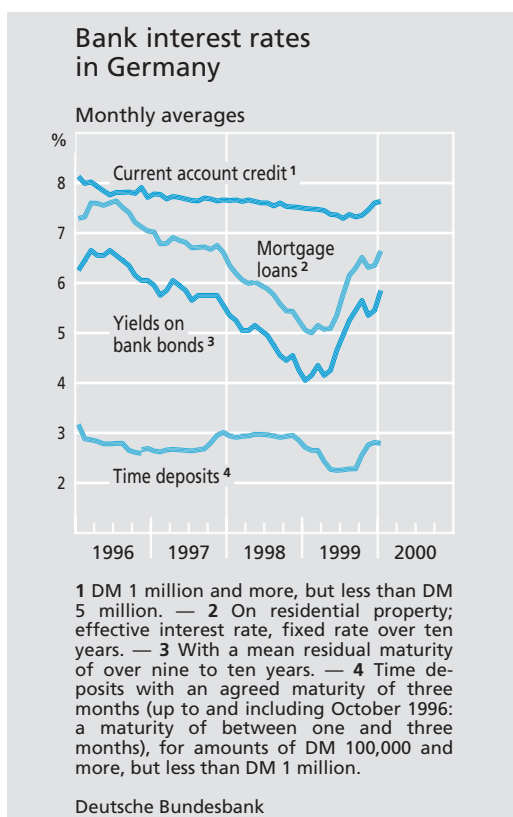 Bank interest rates
in Germany
Monthly averages
%
8
7
6
5
4
3
2
Current account credit 1
Mortgage
loans 2
Yields on
bank bonds 3
Time deposits 4
1996 1997 1998 1999 2000
1 DM 1 million and more, but less than DM
5 million. — 2 On residential property;
effective interest rate, fixed rate over ten
years. — 3 With a mean residual maturity
of over nine to ten years. — 4 Time de-
posits with an agreed maturity of three
months (up to and including October 1996:
a maturity of between one and three
months), for amounts of DM 100,000 and
more, but less than DM 1 million.
Deutsche Bundesbank